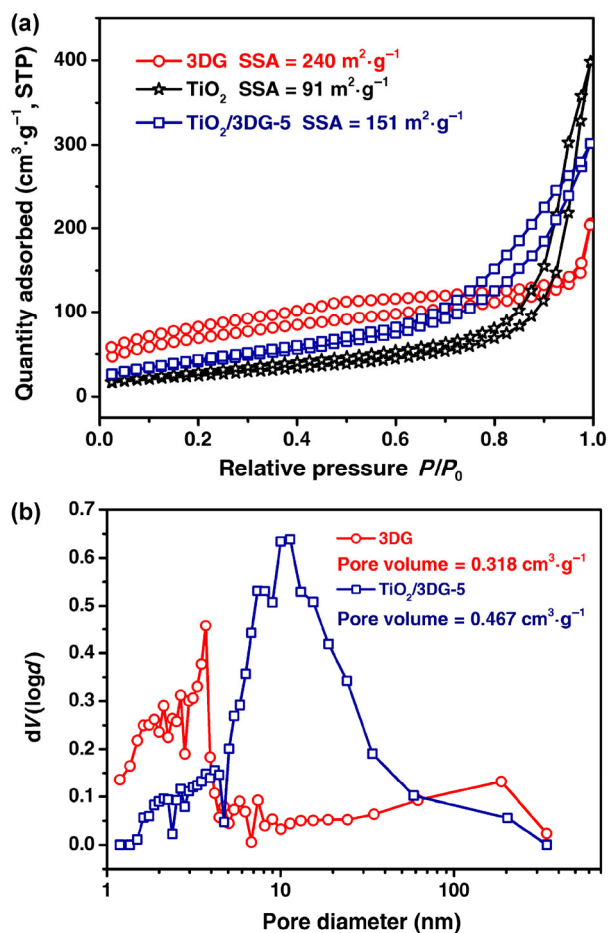 (a)
3DG SSA = 240 m²·g⁻¹
TiO₂ SSA = 91 m²·g⁻¹
TiO₂/3DG-5 SSA = 151 m²·g⁻¹
Quantity adsorbed (cm³·g⁻¹, STP)
400
300
200
100
0
0.0 0.2 0.4 0.6 0.8 1.0
Relative pressure P/P₀
(b)
3DG
Pore volume = 0.318 cm³·g⁻¹
TiO₂/3DG-5
Pore volume = 0.467 cm³·g⁻¹
dV(logd)
0.7
0.6
0.5
0.4
0.3
0.2
0.1
0.0
1 10 100
Pore diameter (nm)